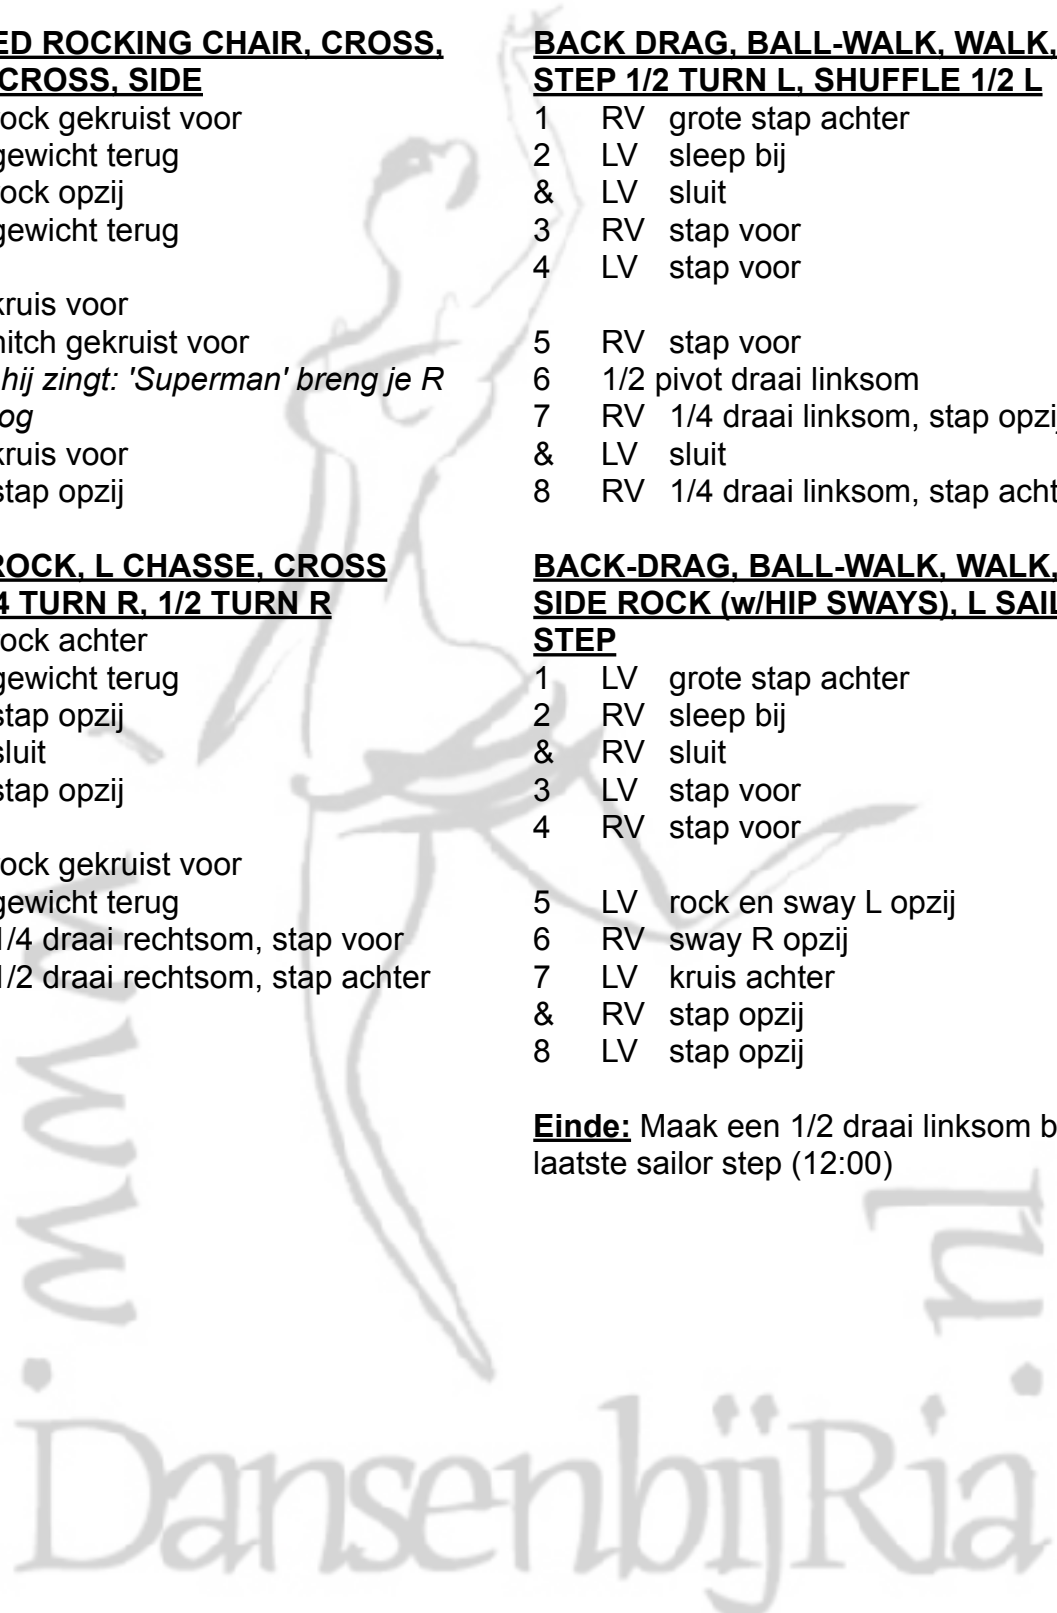 ED ROCKING CHAIR, CROSS,
CROSS, SIDE
ock gekruist voor
gewicht terug
ock opzij
gewicht terug
kruis voor
hitch gekruist voor
hij zingt: 'Superman' breng je R
og
kruis voor
stap opzij
ROCK, L CHASSE, CROSS
4 TURN R, 1/2 TURN R
ock achter
gewicht terug
stap opzij
sluit
stap opzij
ock gekruist voor
gewicht terug
1/4 draai rechtsom, stap voor
1/2 draai rechtsom, stap achter
BACK DRAG, BALL-WALK, WALK,
STEP 1/2 TURN L, SHUFFLE 1/2 L
1 RV grote stap achter
2 LV sleep bij
& LV sluit
3 RV stap voor
4 LV stap voor
5 RV stap voor
6 1/2 pivot draai linksom
7 RV 1/4 draai linksom, stap opzij
& LV sluit
8 RV 1/4 draai linksom, stap acht
BACK-DRAG, BALL-WALK, WALK,
SIDE ROCK (w/HIP SWAYS), L SAIL
STEP
1 LV grote stap achter
2 RV sleep bij
& RV sluit
3 LV stap voor
4 RV stap voor
5 LV rock en sway L opzij
6 RV sway R opzij
7 LV kruis achter
& RV stap opzij
8 LV stap opzij
Einde: Maak een 1/2 draai linksom b
laatste sailor step (12:00)
www.
DansenbijRia
.nl